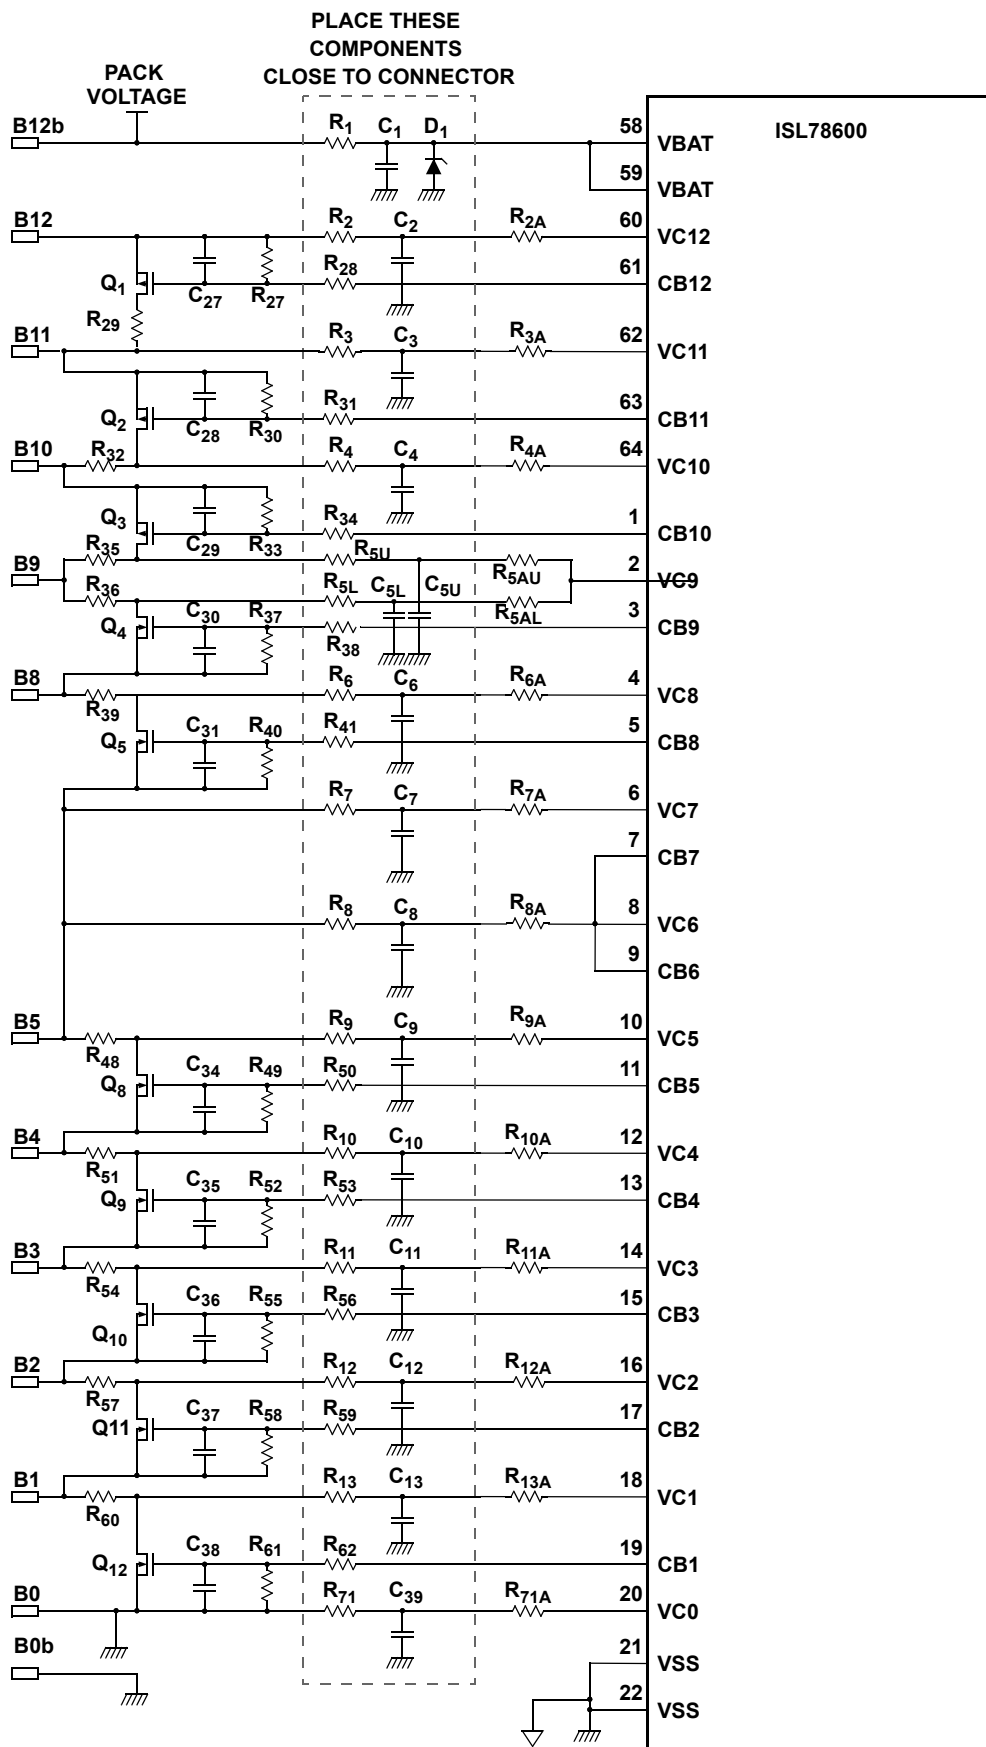 PLACE THESE
COMPONENTS
CLOSE TO CONNECTOR
PACK
VOLTAGE
B12b R1 C1 D1 58 VBAT ISL78600
59 VBAT
B12 R2 C2 R2A 60 VC12
Q1 C27 R27 R28 61 CB12
R29
B11 R3 C3 R3A 62 VC11
Q2 C28 R30 R31 63 CB11
B10 R32 R4 C4 R4A 64 VC10
Q3 C29 R33 R34 1 CB10
B9 R35 R5U R5AU 2 VC9
R36 R5L C5L C5U R5AL
Q4 C30 R37 R38 3 CB9
B8 R39 R6 C6 R6A 4 VC8
Q5 C31 R40 R41 5 CB8
R7 C7 R7A 6 VC7
7 CB7
R8 C8 R8A 8 VC6
9 CB6
B5 R48 R9 C9 R9A 10 VC5
Q8 C34 R49 R50 11 CB5
B4 R51 R10 C10 R10A 12 VC4
Q9 C35 R52 R53 13 CB4
B3 R54 R11 C11 R11A 14 VC3
Q10 C36 R55 R56 15 CB3
B2 R57 R12 C12 R12A 16 VC2
Q11 C37 R58 R59 17 CB2
B1 R60 R13 C13 R13A 18 VC1
Q12 C38 R61 R62 19 CB1
B0 R71 C39 R71A 20 VC0
B0b 21 VSS
22 VSS